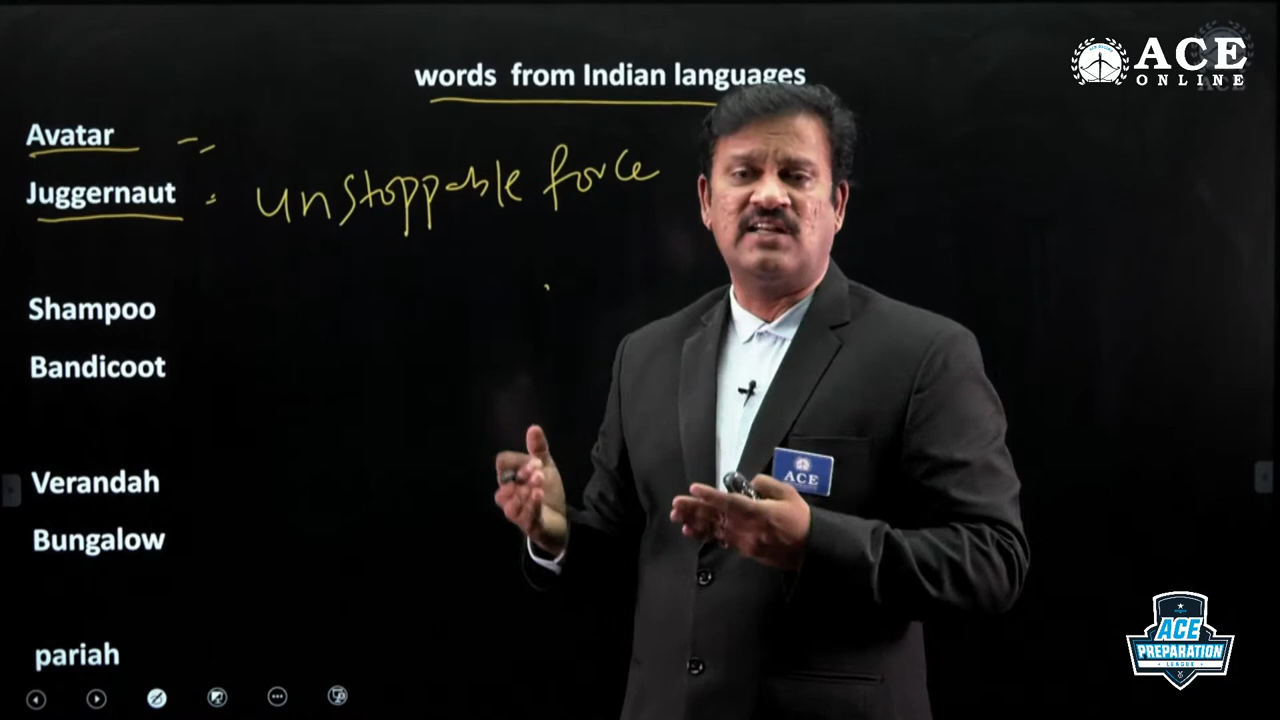 words from Indian languages
ACE
ONLINE
Avatar
Juggernaut : unstoppable force
Shampoo
Bandicoot
ACE
Verandah
Bungalow
ACE
PREPARATION
LEAGUE
pariah